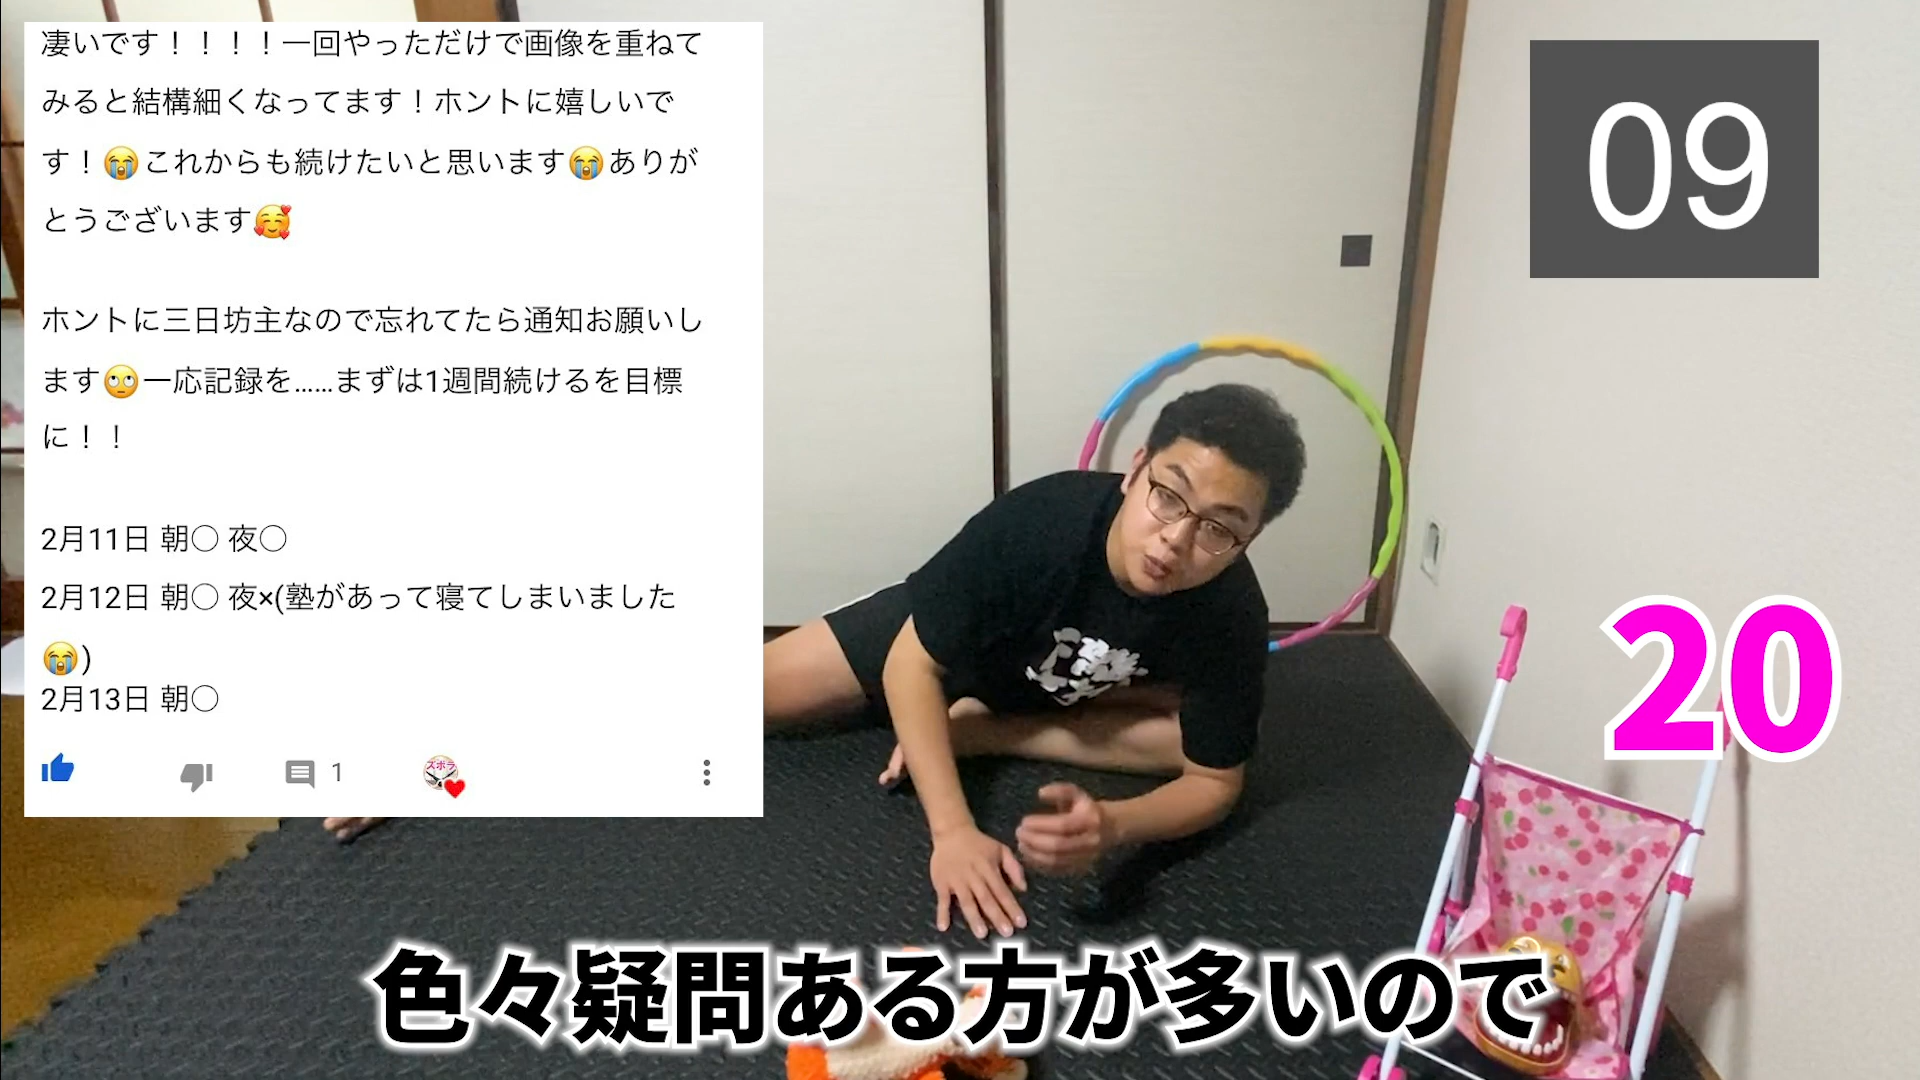 凄いです！！！！一回やっただけで画像を重ねて
みると結構細くなってます！ホントに嬉しいで
す！😭これからも続けたいと思います😭ありが
とうございます🥰
ホントに三日坊主なので忘れてたら通知お願いし
ます🙄一応記録を......まずは1週間続けるを目標
に！！
2月11日 朝〇 夜〇
2月12日 朝〇 夜×(塾があって寝てしまいました
😭)
2月13日 朝〇
1
ズボラ
09
20
色々疑問ある方が多いので